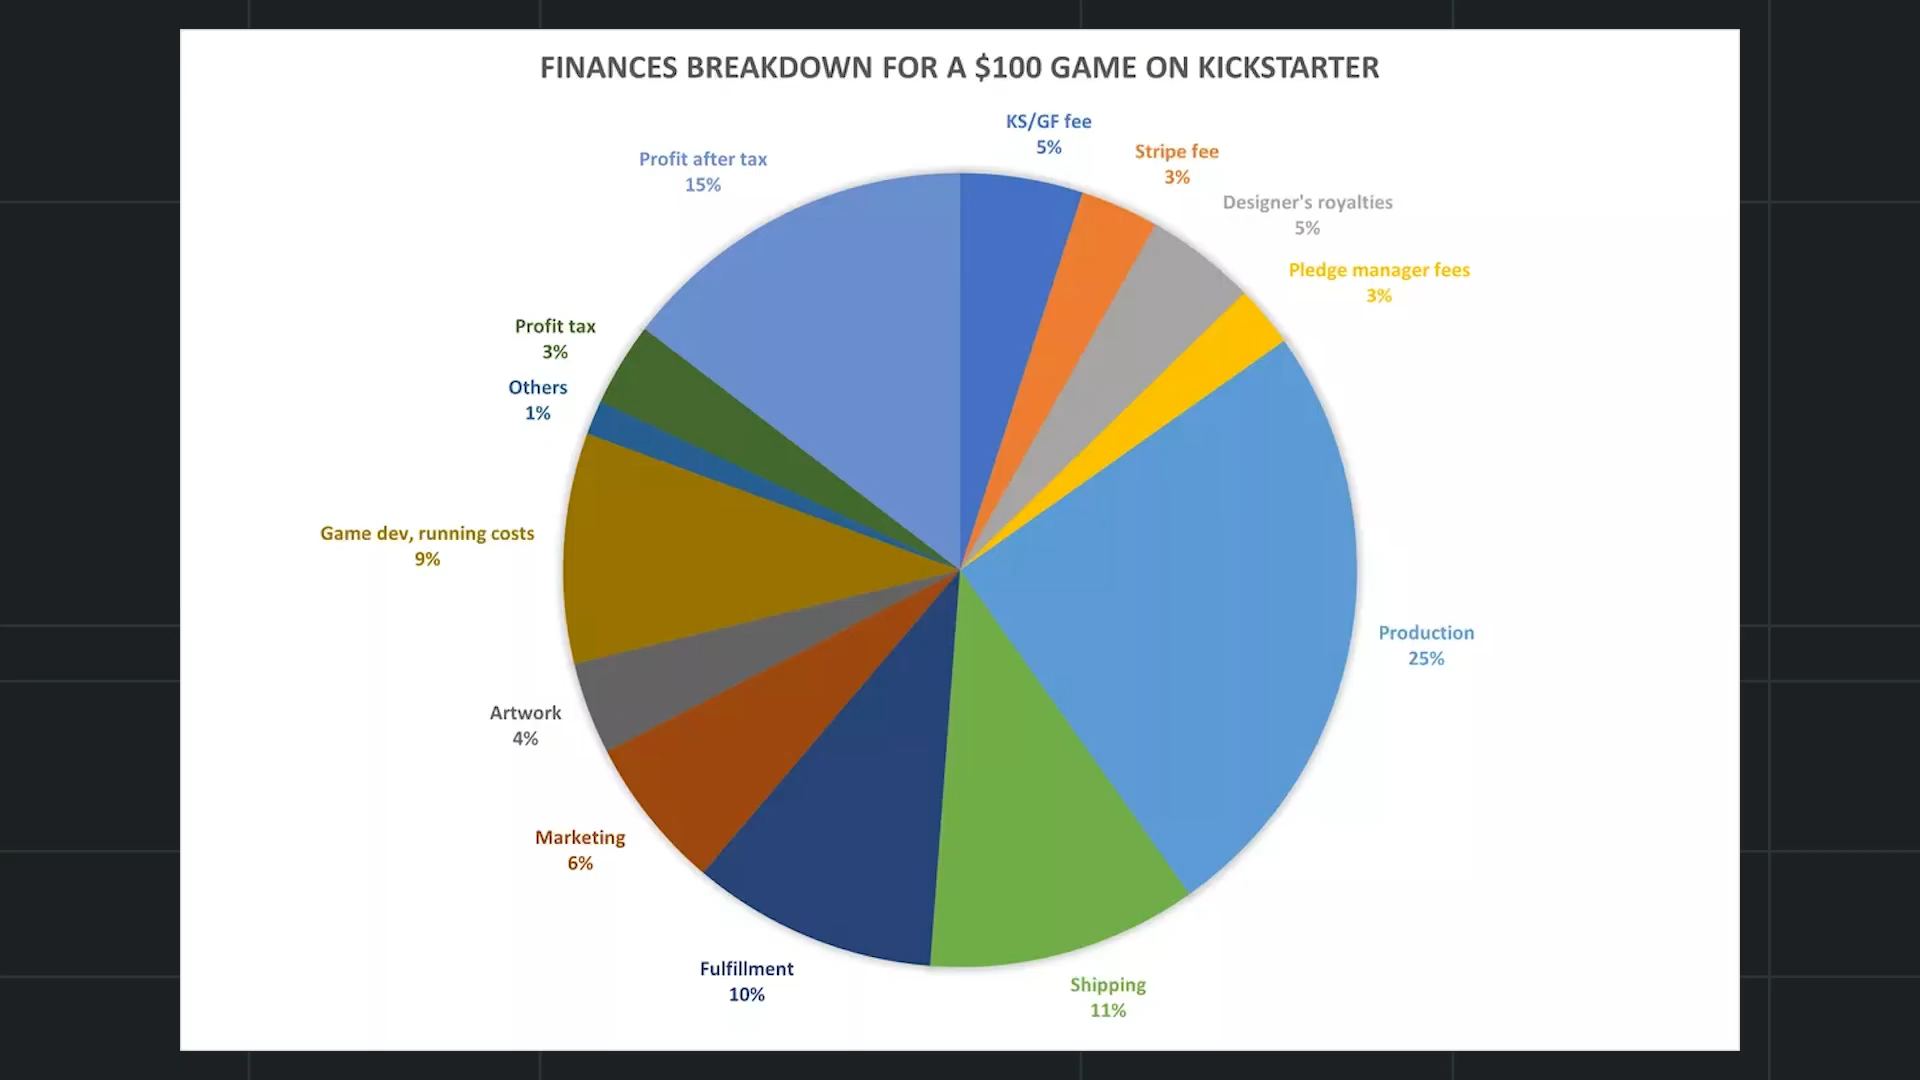 FINANCES BREAKDOWN FOR A $100 GAME ON KICKSTARTER
KS/GF fee
5%
Stripe fee
3%
Designer's royalties
5%
Pledge manager fees
3%
Production
25%
Shipping
11%
Fulfillment
10%
Marketing
6%
Artwork
4%
Game dev, running costs
9%
Others
1%
Profit tax
3%
Profit after tax
15%